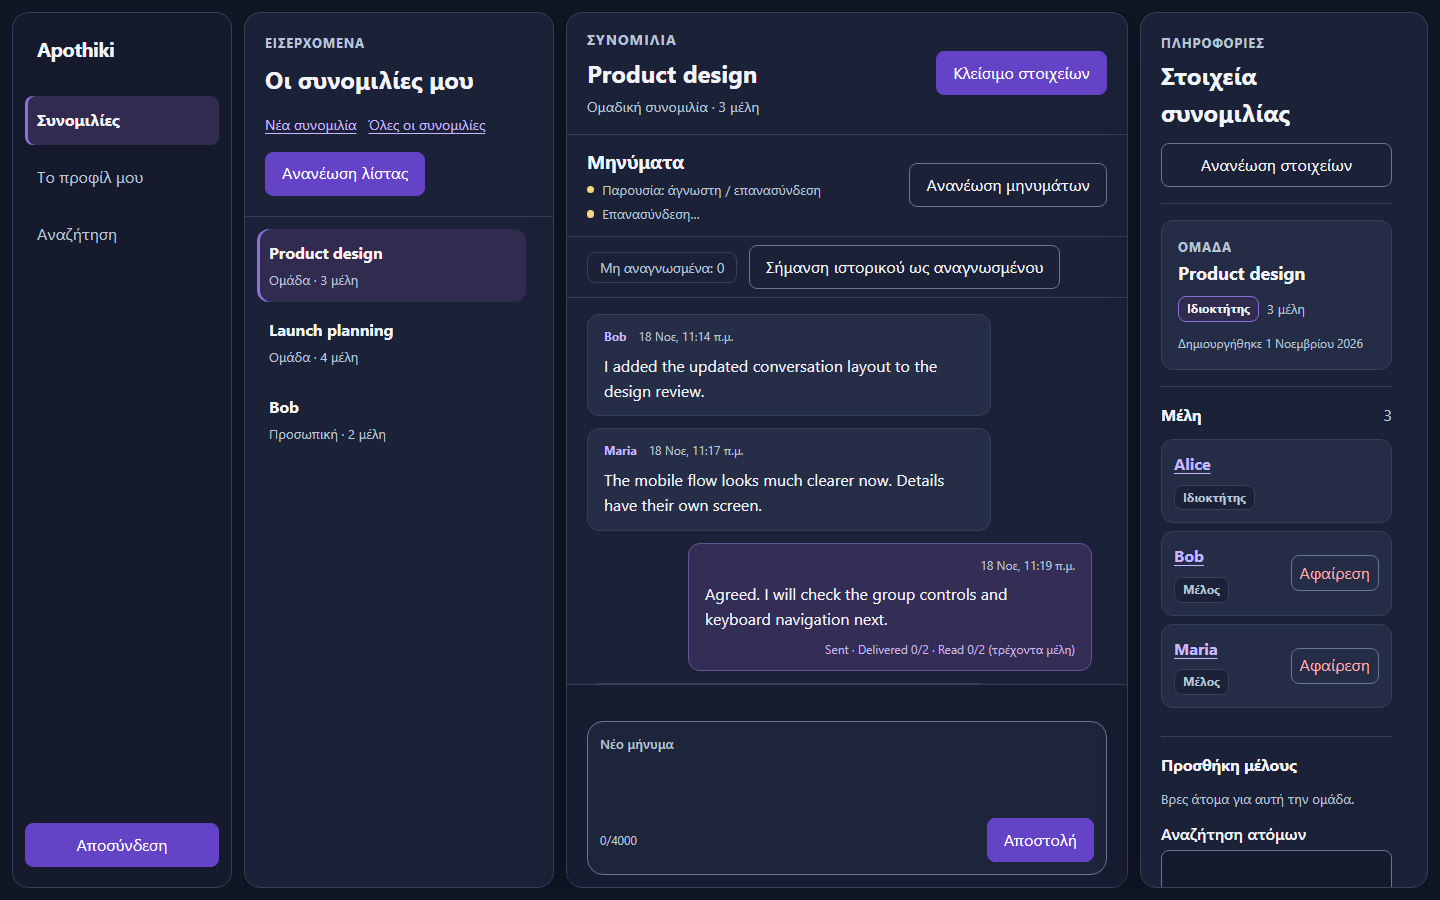 Apothiki
Συνομιλίες
Το προφίλ μου
Αναζήτηση
Αποσύνδεση
ΕΙΣΕΡΧΟΜΕΝΑ
Οι συνομιλίες μου
Νέα συνομιλία Όλες οι συνομιλίες
Ανανέωση λίστας
Product design
Ομάδα · 3 μέλη
Launch planning
Ομάδα · 4 μέλη
Bob
Προσωπική · 2 μέλη
ΣΥΝΟΜΙΛΙΑ
Product design
Ομαδική συνομιλία · 3 μέλη
Κλείσιμο στοιχείων
Μηνύματα
Παρουσία: άγνωστη / επανασύνδεση
Επανασύνδεση...
Ανανέωση μηνυμάτων
Μη αναγνωσμένα: 0
Σήμανση ιστορικού ως αναγνωσμένου
Bob 18 Νοε, 11:14 π.μ.
I added the updated conversation layout to the
design review.
Maria 18 Νοε, 11:17 π.μ.
The mobile flow looks much clearer now. Details
have their own screen.
18 Νοε, 11:19 π.μ.
Agreed. I will check the group controls and
keyboard navigation next.
Sent · Delivered 0/2 · Read 0/2 (τρέχοντα μέλη)
Νέο μήνυμα
0/4000
Αποστολή
ΠΛΗΡΟΦΟΡΙΕΣ
Στοιχεία
συνομιλίας
Ανανέωση στοιχείων
ΟΜΑΔΑ
Product design
Ιδιοκτήτης 3 μέλη
Δημιουργήθηκε 1 Νοεμβρίου 2026
Μέλη 3
Alice
Ιδιοκτήτης
Bob
Μέλος
Αφαίρεση
Maria
Μέλος
Αφαίρεση
Προσθήκη μέλους
Βρες άτομα για αυτή την ομάδα.
Αναζήτηση ατόμων